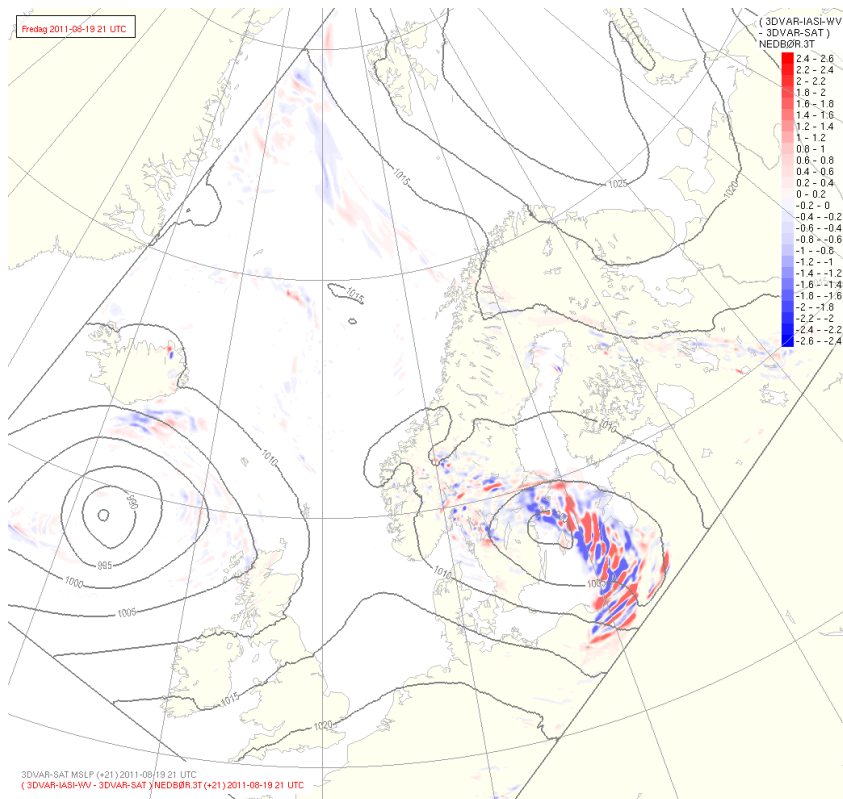 Fredag 2011-08-19 21 UTC
( 3DVAR-IASI-WV
- 3DVAR-SAT )
NEDBØR.3T
2.4 - 2.6
2.2 - 2.4
2 - 2.2
1.8 - 2
1.6 - 1.8
1.4 - 1.6
1.2 - 1.4
1 - 1.2
0.8 - 1
0.6 - 0.8
0.4 - 0.6
0.2 - 0.4
0 - 0.2
-0.2 - 0
-0.4 - -0.2
-0.6 - -0.4
-0.8 - -0.6
-1 - -0.8
-1.2 - -1
-1.4 - -1.2
-1.6 - -1.4
-1.8 - -1.6
-2 - -1.8
-2.2 - -2
-2.4 - -2.2
-2.6 - -2.4
1015
1025
1020
1015
1010
1010
990
995
1000
1005
1010
1005
1015
1020
3DVAR-SAT MSLP (+21) 2011-08-19 21 UTC
( 3DVAR-IASI-WV - 3DVAR-SAT ) NEDBØR.3T (+21) 2011-08-19 21 UTC